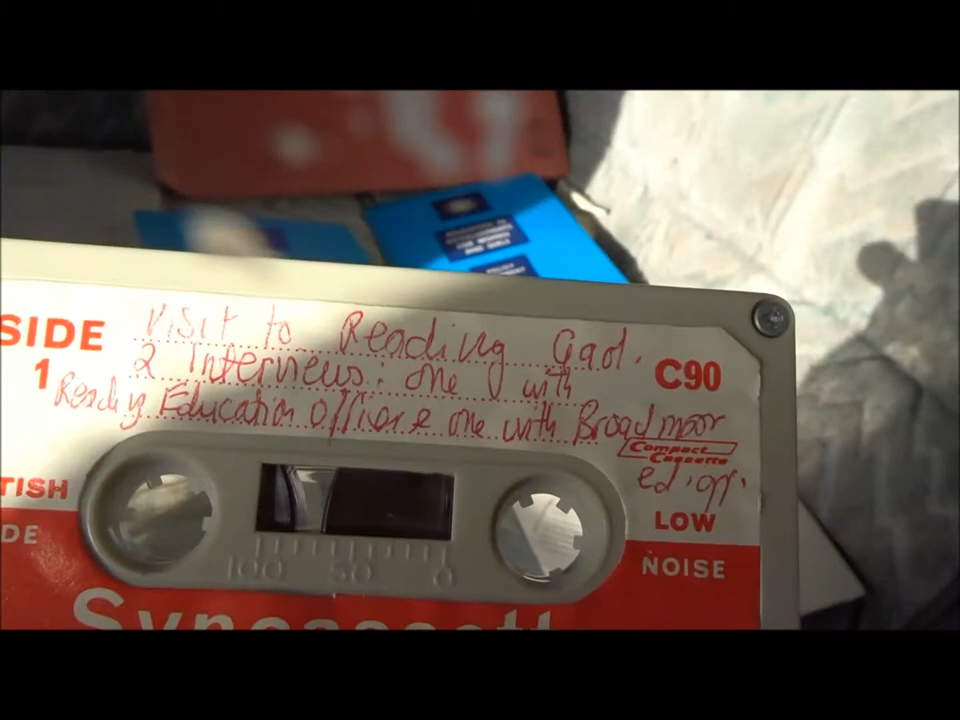 SIDE
1
Visit to Reading Gaol.
2 Interviews: one with
Reading Education Officer & one with Broadmoor
ed. off.
C90
Compact
Cassette
LOW
NOISE
TISH
DE
100 50 0
Syncassett